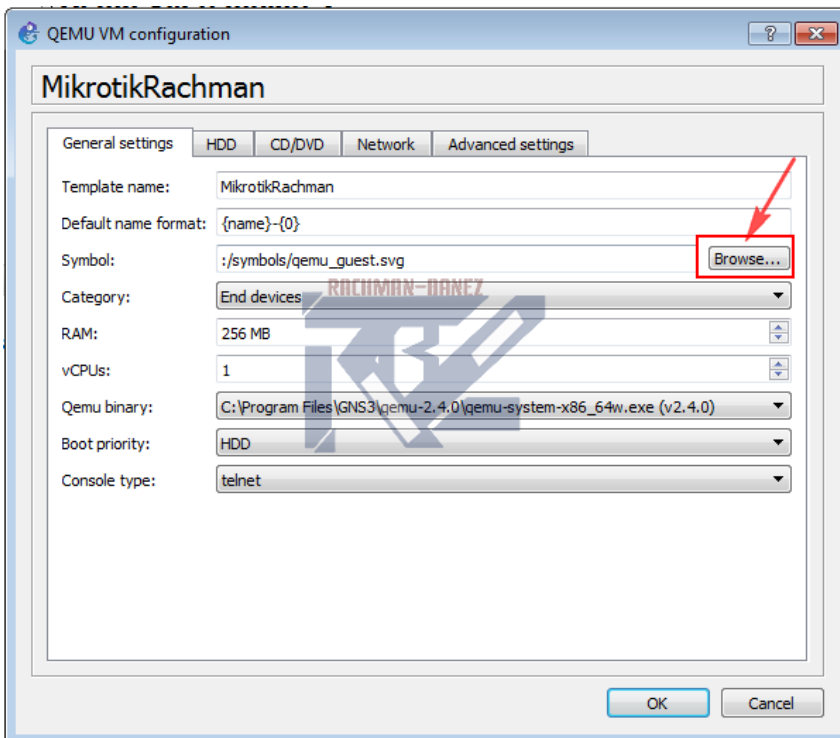 QEMU VM configuration
MikrotikRachman
General settings HDD CD/DVD Network Advanced settings
Template name: MikrotikRachman
Default name format: {name}-{0}
Symbol: :/symbols/qemu_guest.svg Browse...
RACHMAN-DANEZ
Category: End devices
RAM: 256 MB
vCPUs: 1
Qemu binary: C:\Program Files\GNS3\qemu-2.4.0\qemu-system-x86_64w.exe (v2.4.0)
Boot priority: HDD
Console type: telnet
OK Cancel